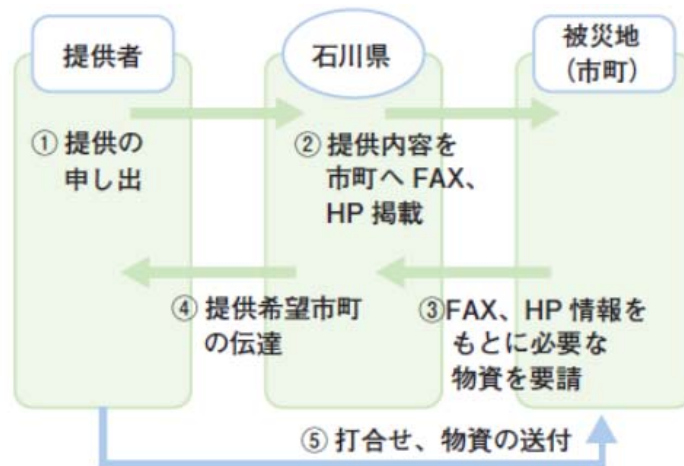 提供者
石川県
被災地
（市町）
① 提供の
申し出
② 提供内容を
市町へ FAX、
HP 掲載
③FAX、HP 情報を
もとに必要な
物資を要請
④ 提供希望市町
の伝達
⑤ 打合せ、物資の送付